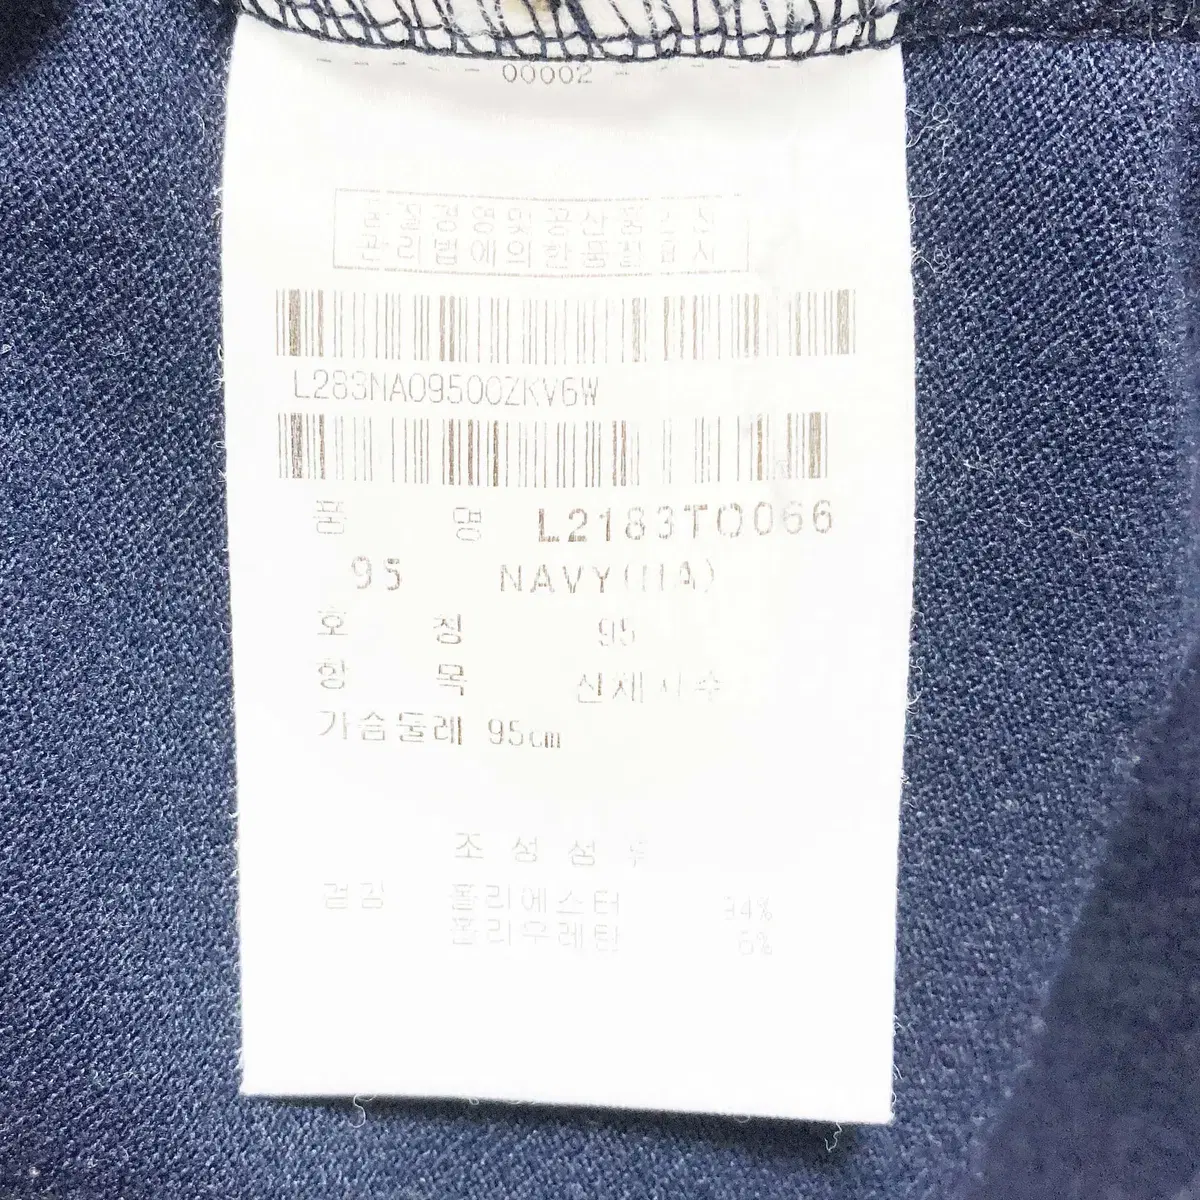 - - - - - 00002 - - - - -
품질경영및공산품안전
관리법에의한품질표시
L283NA09500ZKV6W
품 명 L2183TO066
95 NAVY(NA)
호 칭 95
항 목 신체치수
가슴둘레 95cm
조 성 섬 유
겉감 폴리에스터 94%
폴리우레탄 6%